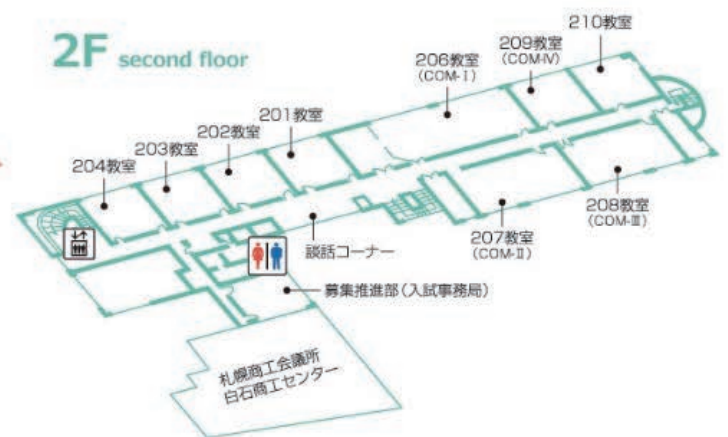 2F second floor
210教室
209教室
(COM-Ⅳ)
206教室
(COM-Ⅰ)
201教室
202教室
203教室
204教室
208教室
(COM-Ⅲ)
207教室
(COM-Ⅱ)
談話コーナー
募集推進部(入試事務局)
札幌商工会議所
白石商工センター